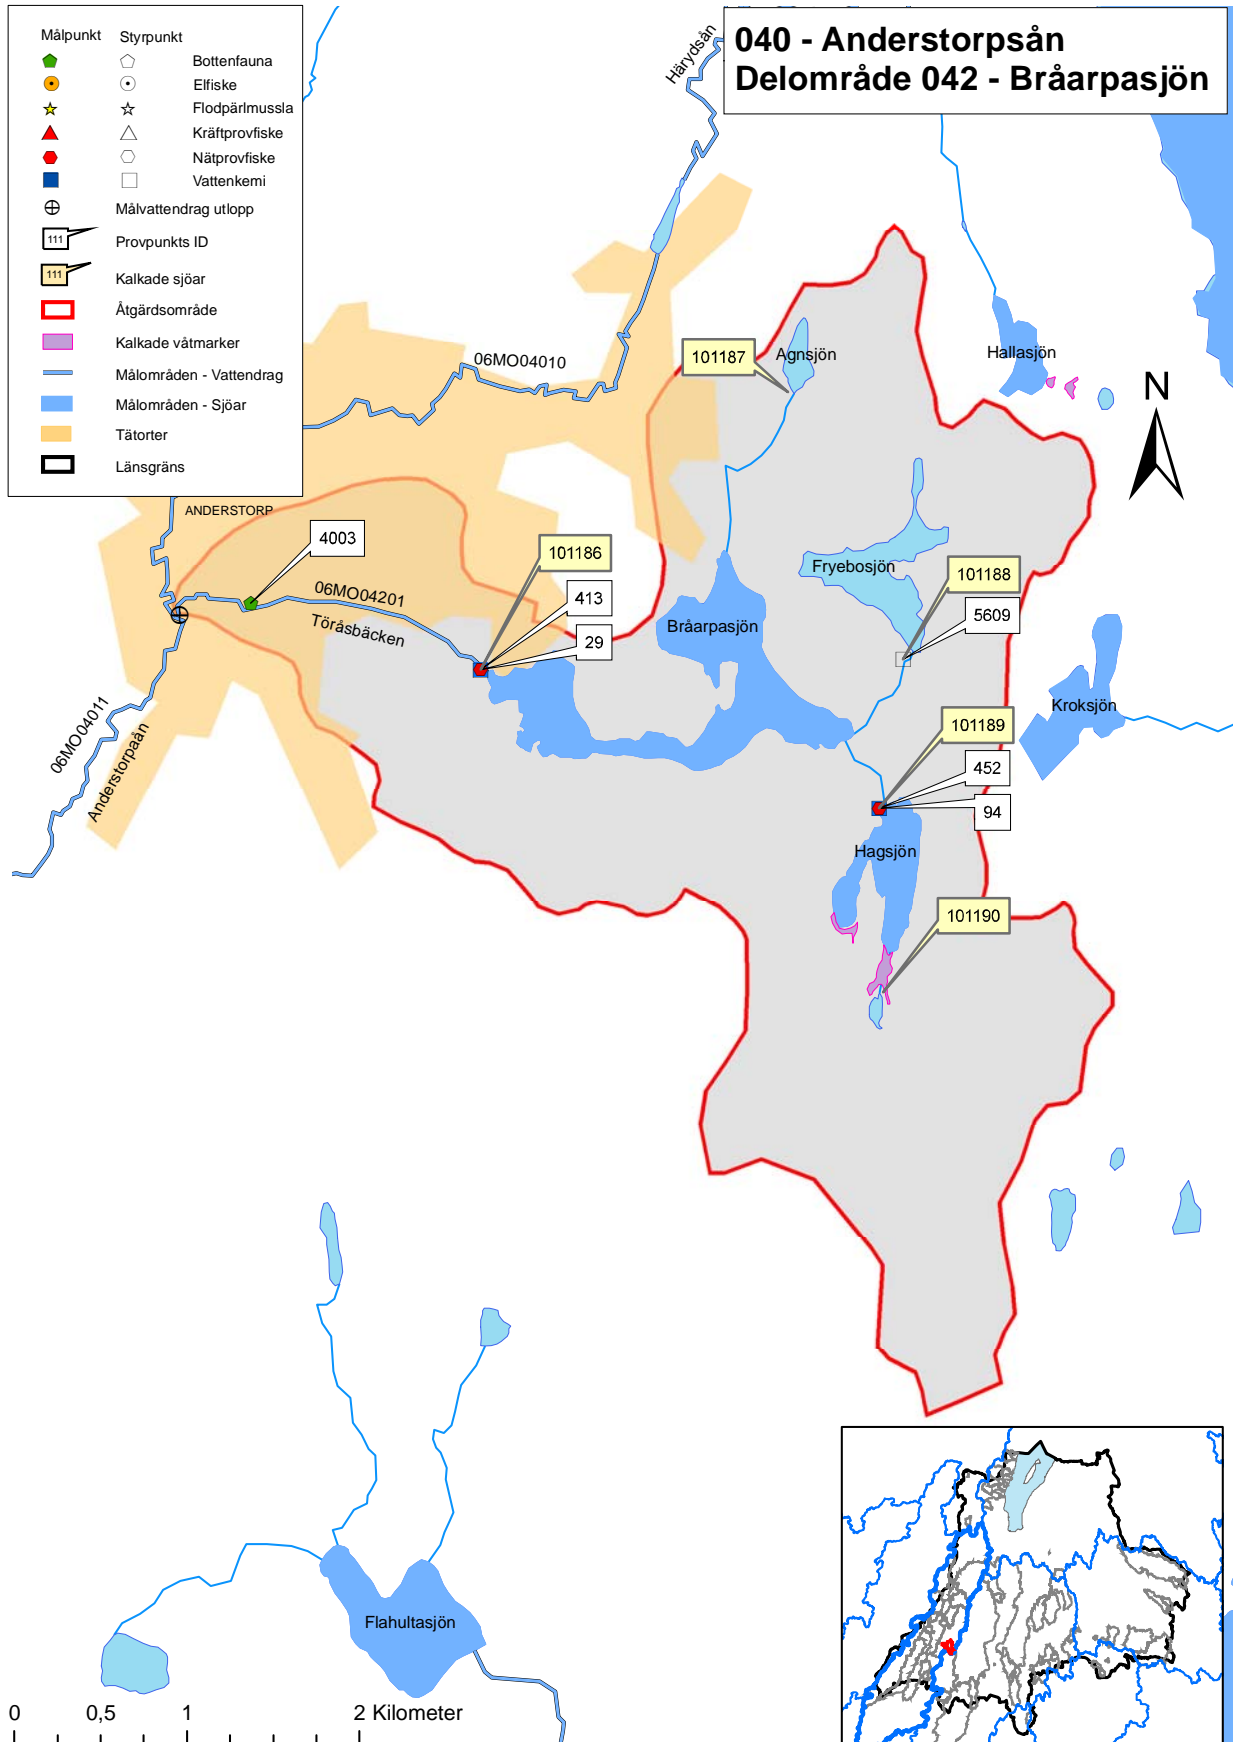 040 - Anderstorpsån
Delområde 042 - Bråarpasjön
Målpunkt Styrpunkt
Bottenfauna
Elfiske
Flodpärlmussla
Kräftprovfiske
Nätprovfiske
Vattenkemi
Målvattendrag utlopp
111 Provpunkts ID
111 Kalkade sjöar
Åtgärdsområde
Kalkade våtmarker
Målområden - Vattendrag
Målområden - Sjöar
Tätorter
Länsgräns
Härydsån
06MO04010
101187
Agnsjön
Hallasjön
N
ANDERSTORP
4003
101186
413
29
06MO04201
Töråsbäcken
Bråarpasjön
Fryebosjön
101188
5609
Kroksjön
101189
452
94
Hagsjön
101190
06MO04011
Anderstorpaån
Flahultasjön
0 0,5 1 2 Kilometer